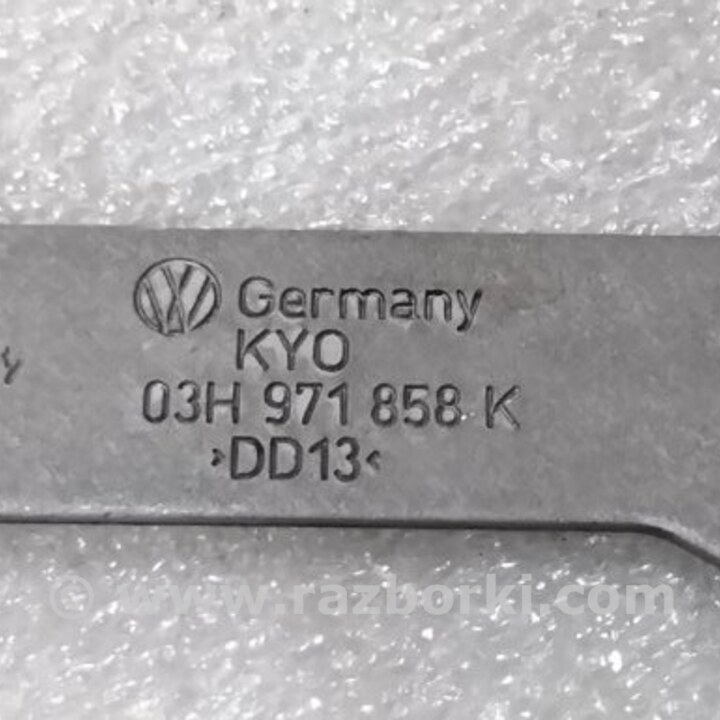 Germany
KYO
03H 971 858 K
›DD13‹
© www.razborki.com